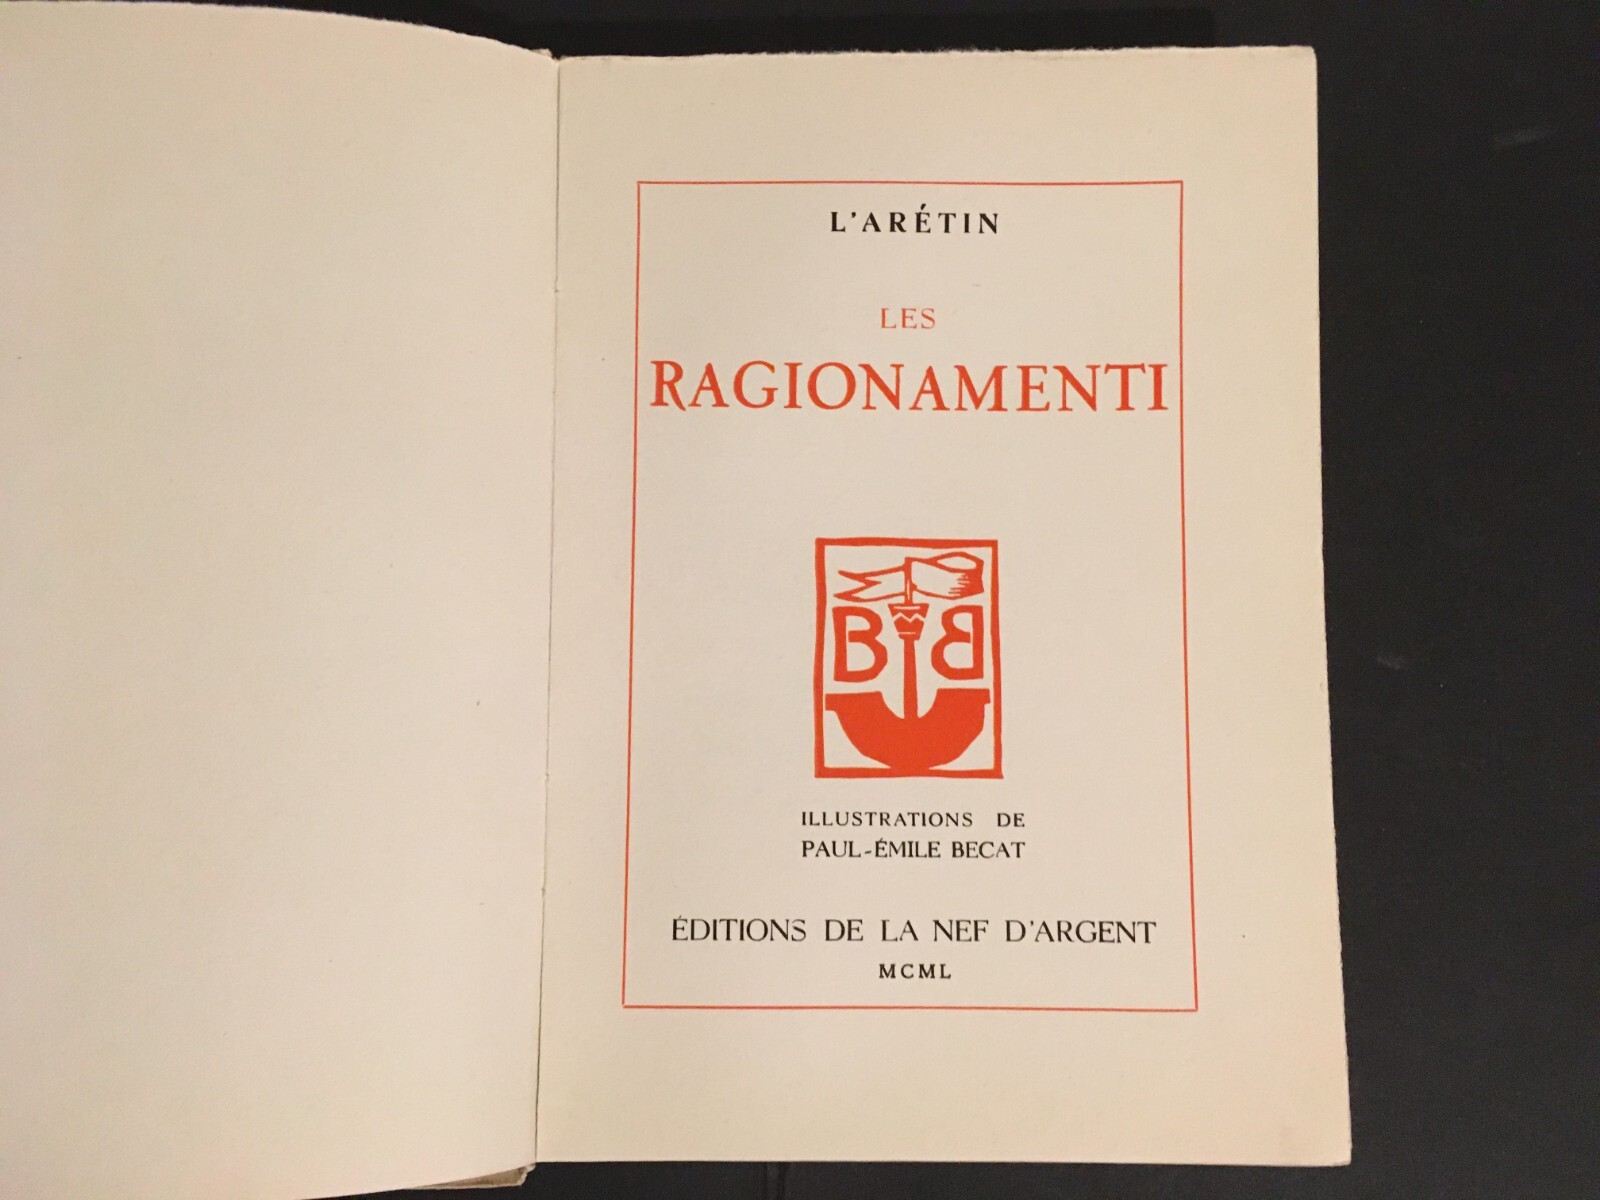 L'ARÉTIN
LES
RAGIONAMENTI
B B
ILLUSTRATIONS DE
PAUL-ÉMILE BECAT
ÉDITIONS DE LA NEF D'ARGENT
MCML